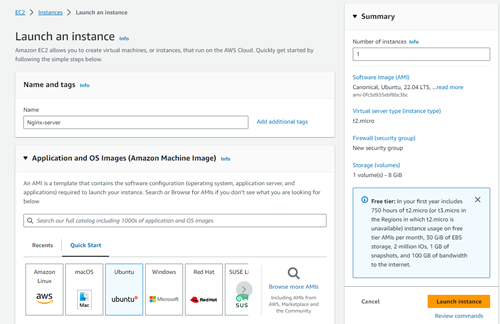 EC2 > Instances > Launch an instance
Launch an instance Info
Amazon EC2 allows you to create virtual machines, or instances, that run on the AWS Cloud. Quickly get started by
following the simple steps below.
Name and tags Info
Name
Nginx-server
Add additional tags
▼ Application and OS Images (Amazon Machine Image) Info
An AMI is a template that contains the software configuration (operating system, application server, and
applications) required to launch your instance. Search or Browse for AMIs if you don't see what you are looking for
below
Search our full catalog including 1000s of application and OS images
Recents
Quick Start
Amazon
Linux
aws
macOS
Mac
Ubuntu
ubuntu
Windows
Microsoft
Red Hat
Red Hat
SUSE Li
SUS
Browse more AMIs
Including AMIs from
AWS, Marketplace and
the Community
▼ Summary
Number of instances Info
1
Software Image (AMI)
Canonical, Ubuntu, 22.04 LTS, ...read more
Virtual server type (instance type)
t2.micro
Firewall (security group)
New security group
Storage (volumes)
1 volume(s) - 8 GiB
Free tier: In your first year includes
750 hours of t2.micro (or t3.micro in
the Regions in which t2.micro is
unavailable) instance usage on free
tier AMIs per month, 30 GiB of EBS
storage, 2 million IOs, 1 GB of
snapshots, and 100 GB of bandwidth
to the internet.
Cancel
Launch instance
Review commands